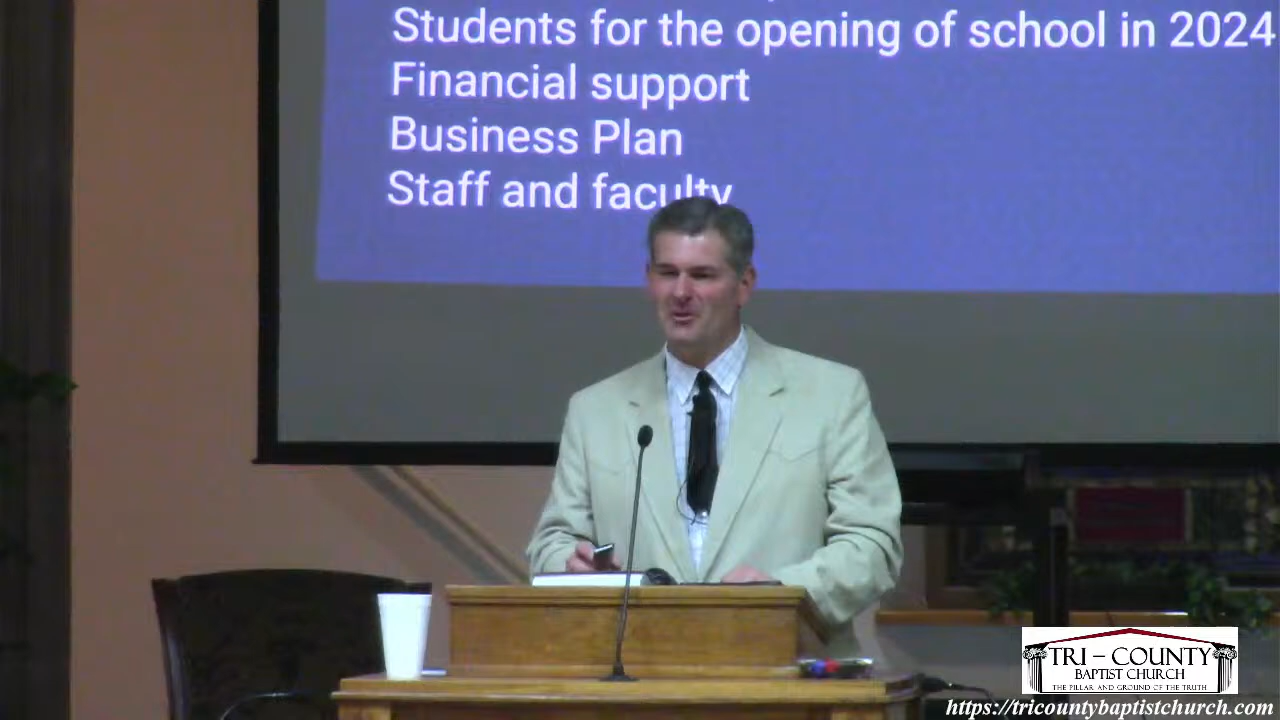 Students for the opening of school in 2024
Financial support
Business Plan
Staff and faculty
TRI - COUNTY
BAPTIST CHURCH
THE PILLAR AND GROUND OF THE TRUTH
https://tricountybaptistchurch.com